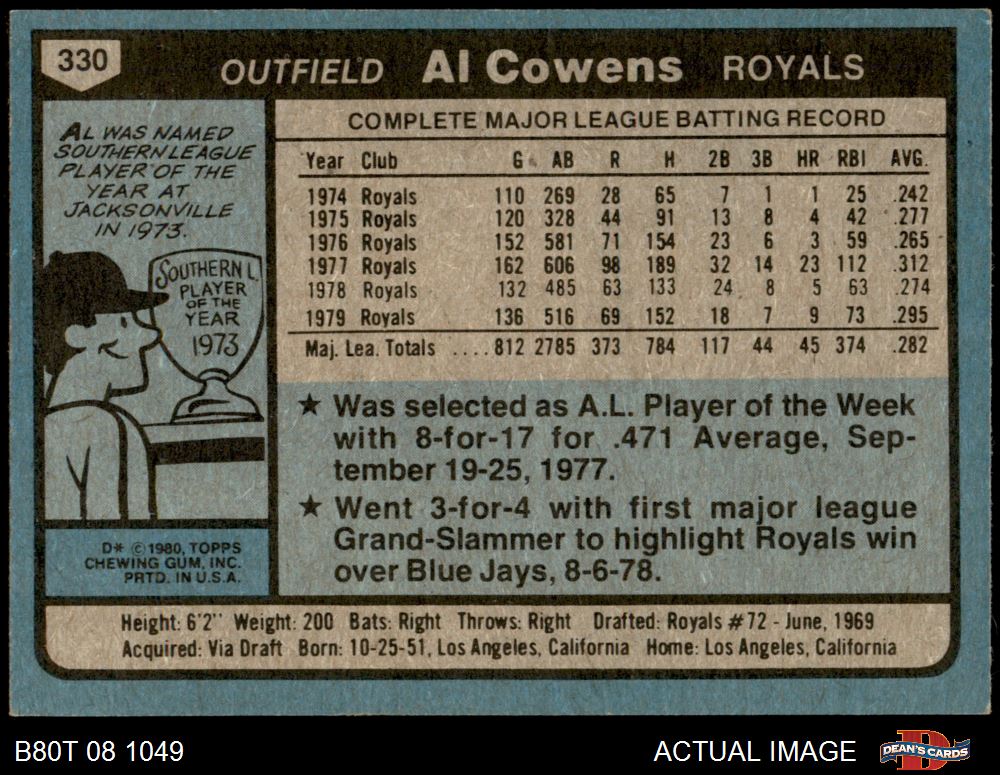 330 OUTFIELD Al Cowens ROYALS
AL WAS NAMED
SOUTHERN LEAGUE
PLAYER OF THE
YEAR AT
JACKSONVILLE
IN 1973.
SOUTHERN L.
PLAYER
OF THE
YEAR
1973
D* © 1980, TOPPS
CHEWING GUM, INC.
PRTD. IN U.S.A.
COMPLETE MAJOR LEAGUE BATTING RECORD
Year Club G AB R H 2B 3B HR RBI AVG.
1974 Royals 110 269 28 65 7 1 1 25 .242
1975 Royals 120 328 44 91 13 8 4 42 .277
1976 Royals 152 581 71 154 23 6 3 59 .265
1977 Royals 162 606 98 189 32 14 23 112 .312
1978 Royals 132 485 63 133 24 8 5 63 .274
1979 Royals 136 516 69 152 18 7 9 73 .295
Maj. Lea. Totals ....812 2785 373 784 117 44 45 374 .282
★ Was selected as A.L. Player of the Week
with 8-for-17 for .471 Average, Sep-
tember 19-25, 1977.
★ Went 3-for-4 with first major league
Grand-Slammer to highlight Royals win
over Blue Jays, 8-6-78.
Height: 6'2" Weight: 200 Bats: Right Throws: Right Drafted: Royals #72 - June, 1969
Acquired: Via Draft Born: 10-25-51, Los Angeles, California Home: Los Angeles, California
B80T 08 1049 ACTUAL IMAGE DEAN'S CARDS